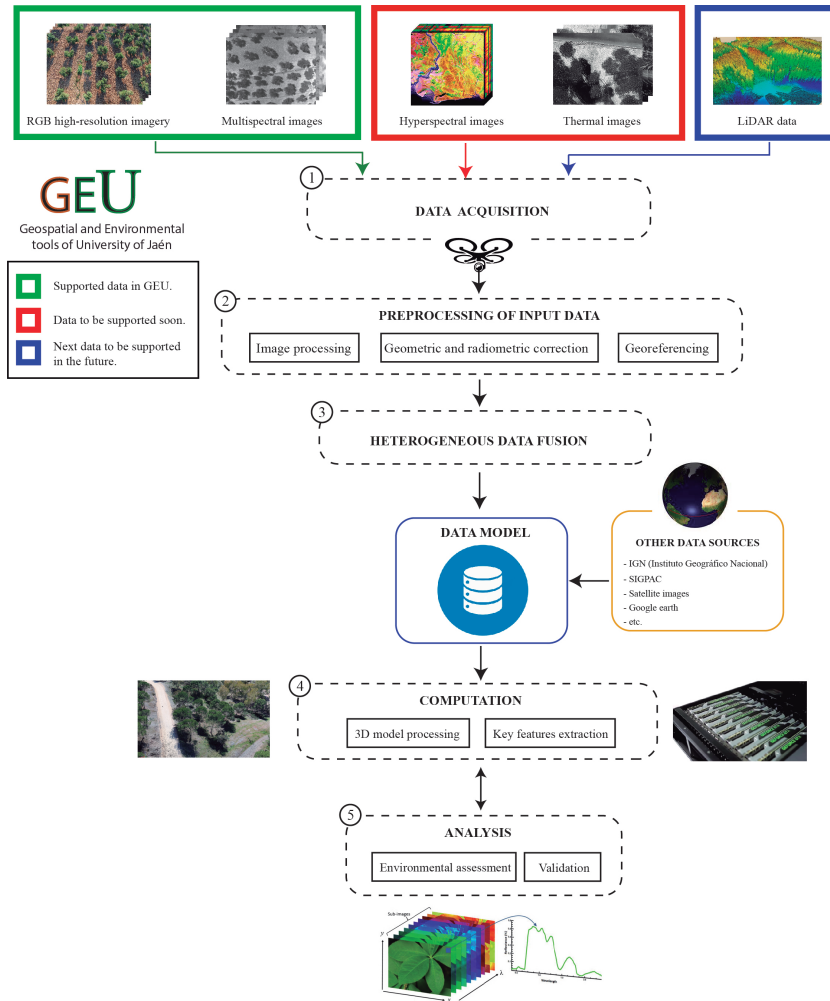 RGB high-resolution imagery
Multispectral images
Hyperspectral images
Thermal images
LiDAR data
GEU
Geospatial and Environmental
tools of University of Jaén
Supported data in GEU.
Data to be supported soon.
Next data to be supported
in the future.
1
DATA ACQUISITION
2
PREPROCESSING OF INPUT DATA
Image processing
Geometric and radiometric correction
Georeferencing
3
HETEROGENEOUS DATA FUSION
DATA MODEL
OTHER DATA SOURCES
- IGN (Instituto Geográfico Nacional)
- SIGPAC
- Satellite images
- Google earth
- etc.
4
COMPUTATION
3D model processing
Key features extraction
5
ANALYSIS
Environmental assessment
Validation
Sub-images
y
x
λ
Wavelength